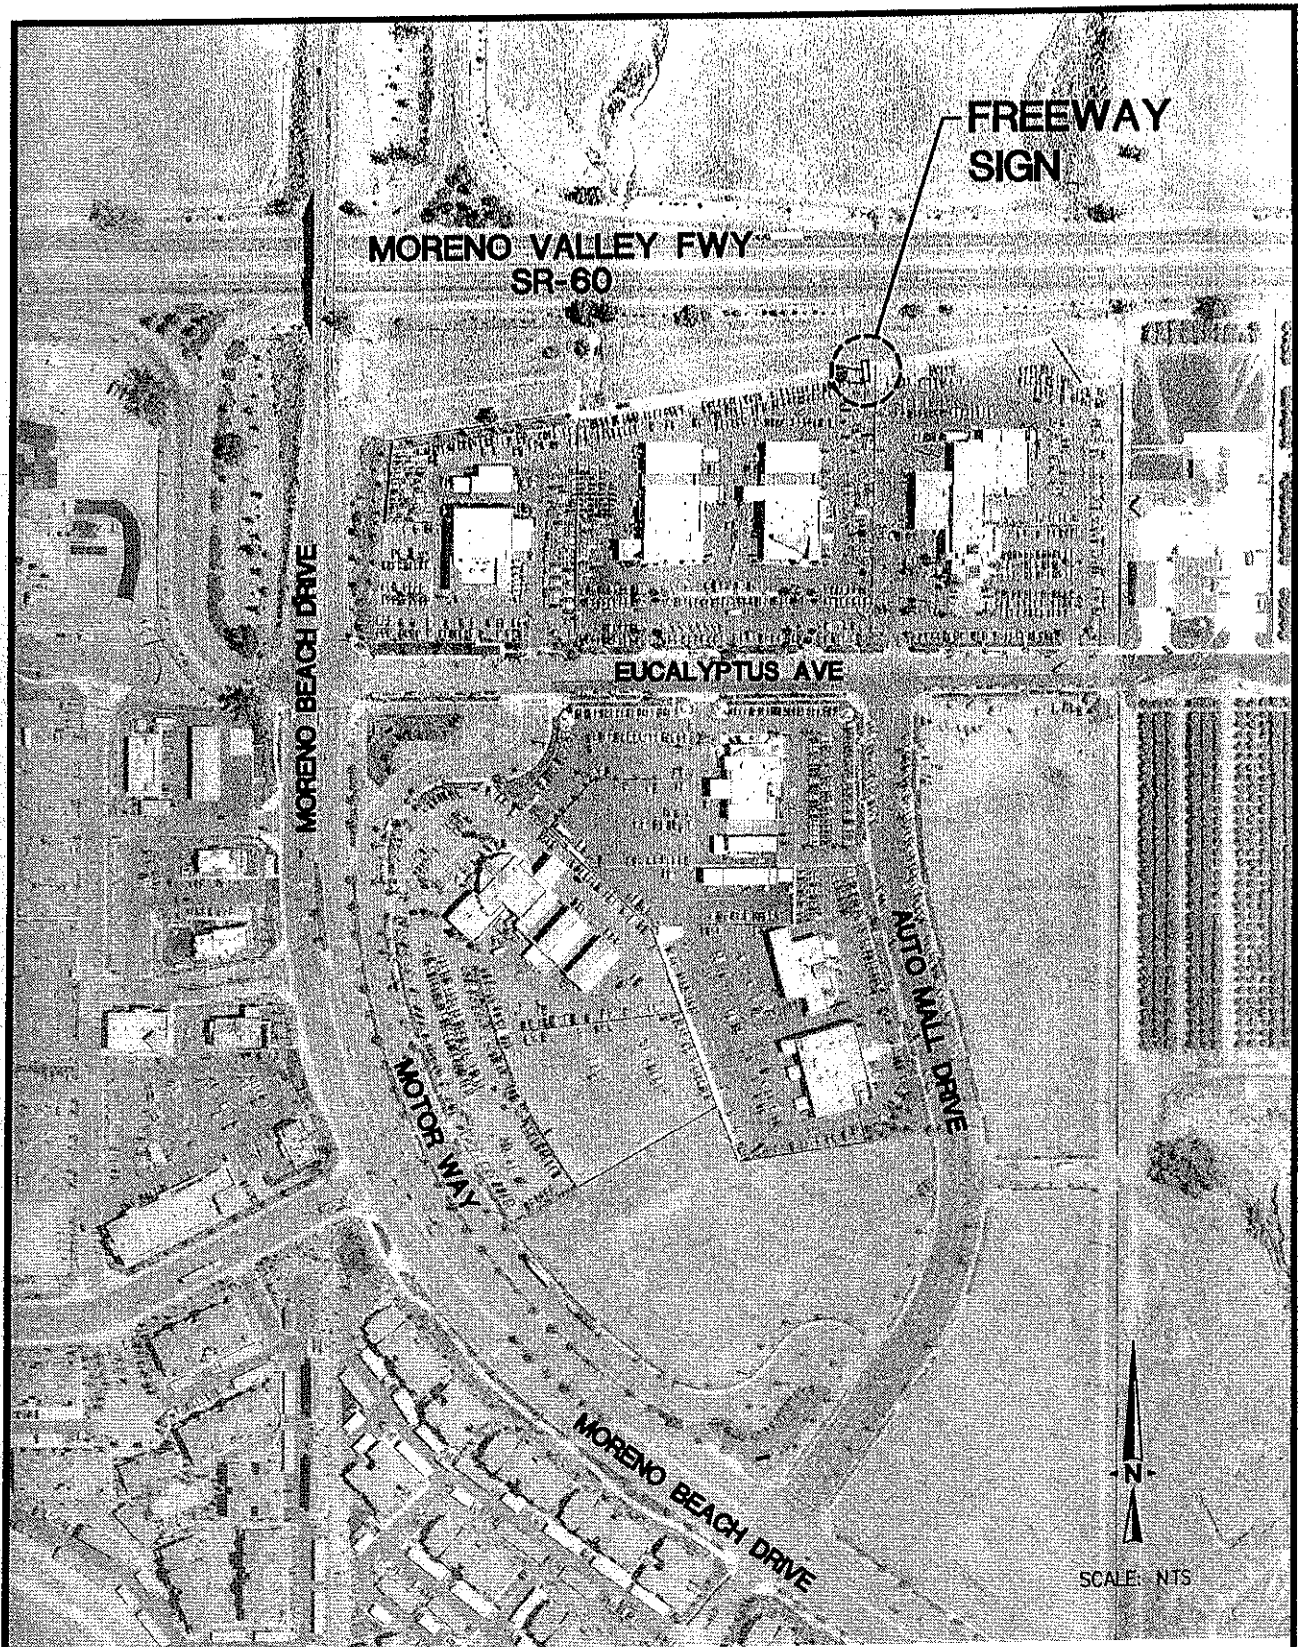 FREEWAY
SIGN
MORENO VALLEY FWY
SR-60
MORENO BEACH DRIVE
EUCALYPTUS AVE
AUTO MALL DRIVE
MOTOR WAY
MORENO BEACH DRIVE
N
SCALE: NTS